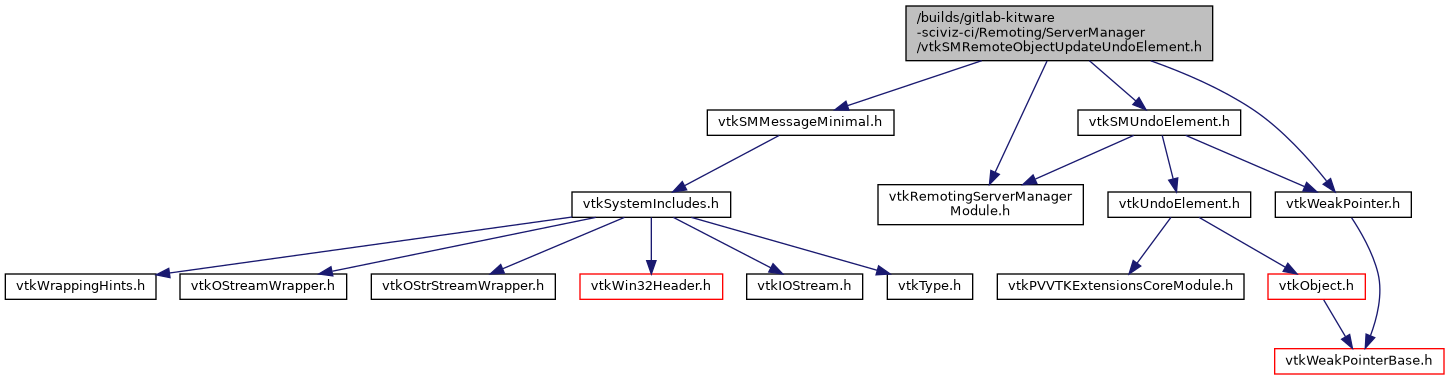 /builds/gitlab-kitware
-sciviz-ci/Remoting/ServerManager
/vtkSMRemoteObjectUpdateUndoElement.h
vtkSMMessageMinimal.h
vtkSMUndoElement.h
vtkSystemIncludes.h
vtkRemotingServerManager
Module.h
vtkUndoElement.h
vtkWeakPointer.h
vtkWrappingHints.h
vtkOStreamWrapper.h
vtkOStrStreamWrapper.h
vtkWin32Header.h
vtkIOStream.h
vtkType.h
vtkPVVTKExtensionsCoreModule.h
vtkObject.h
vtkWeakPointerBase.h